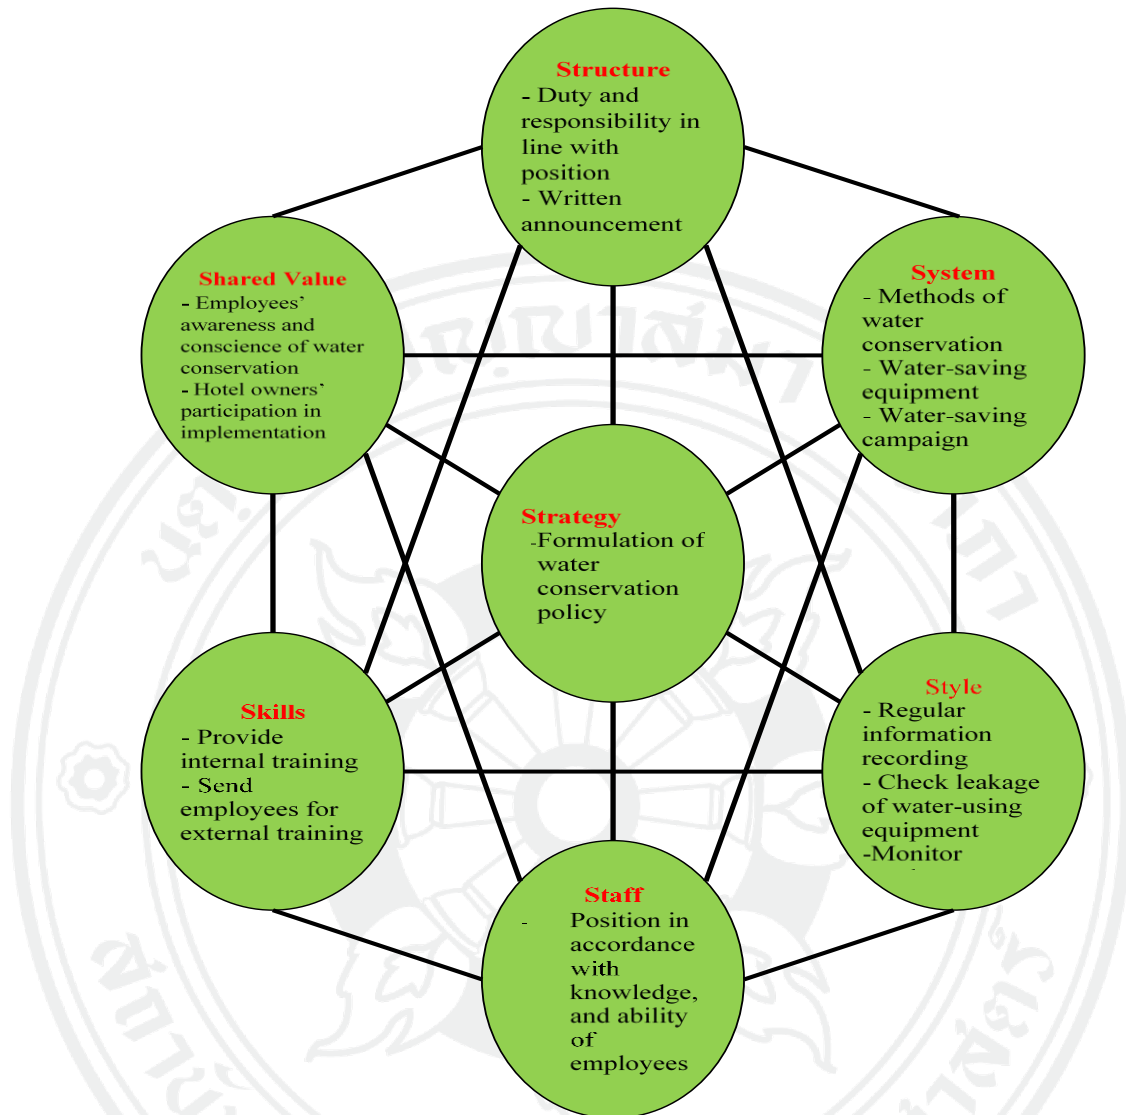 Structure
- Duty and
responsibility in
line with
position
- Written
announcement
Shared Value
- Employees’
awareness and
conscience of water
conservation
- Hotel owners’
participation in
implementation
System
- Methods of
water
conservation
- Water-saving
equipment
- Water-saving
campaign
Strategy
-Formulation of
water
conservation
policy
Skills
- Provide
internal training
- Send
employees for
external training
Style
- Regular
information
recording
- Check leakage
of water-using
equipment
-Monitor
Staff
- Position in
accordance
with
knowledge,
and ability
of
employees